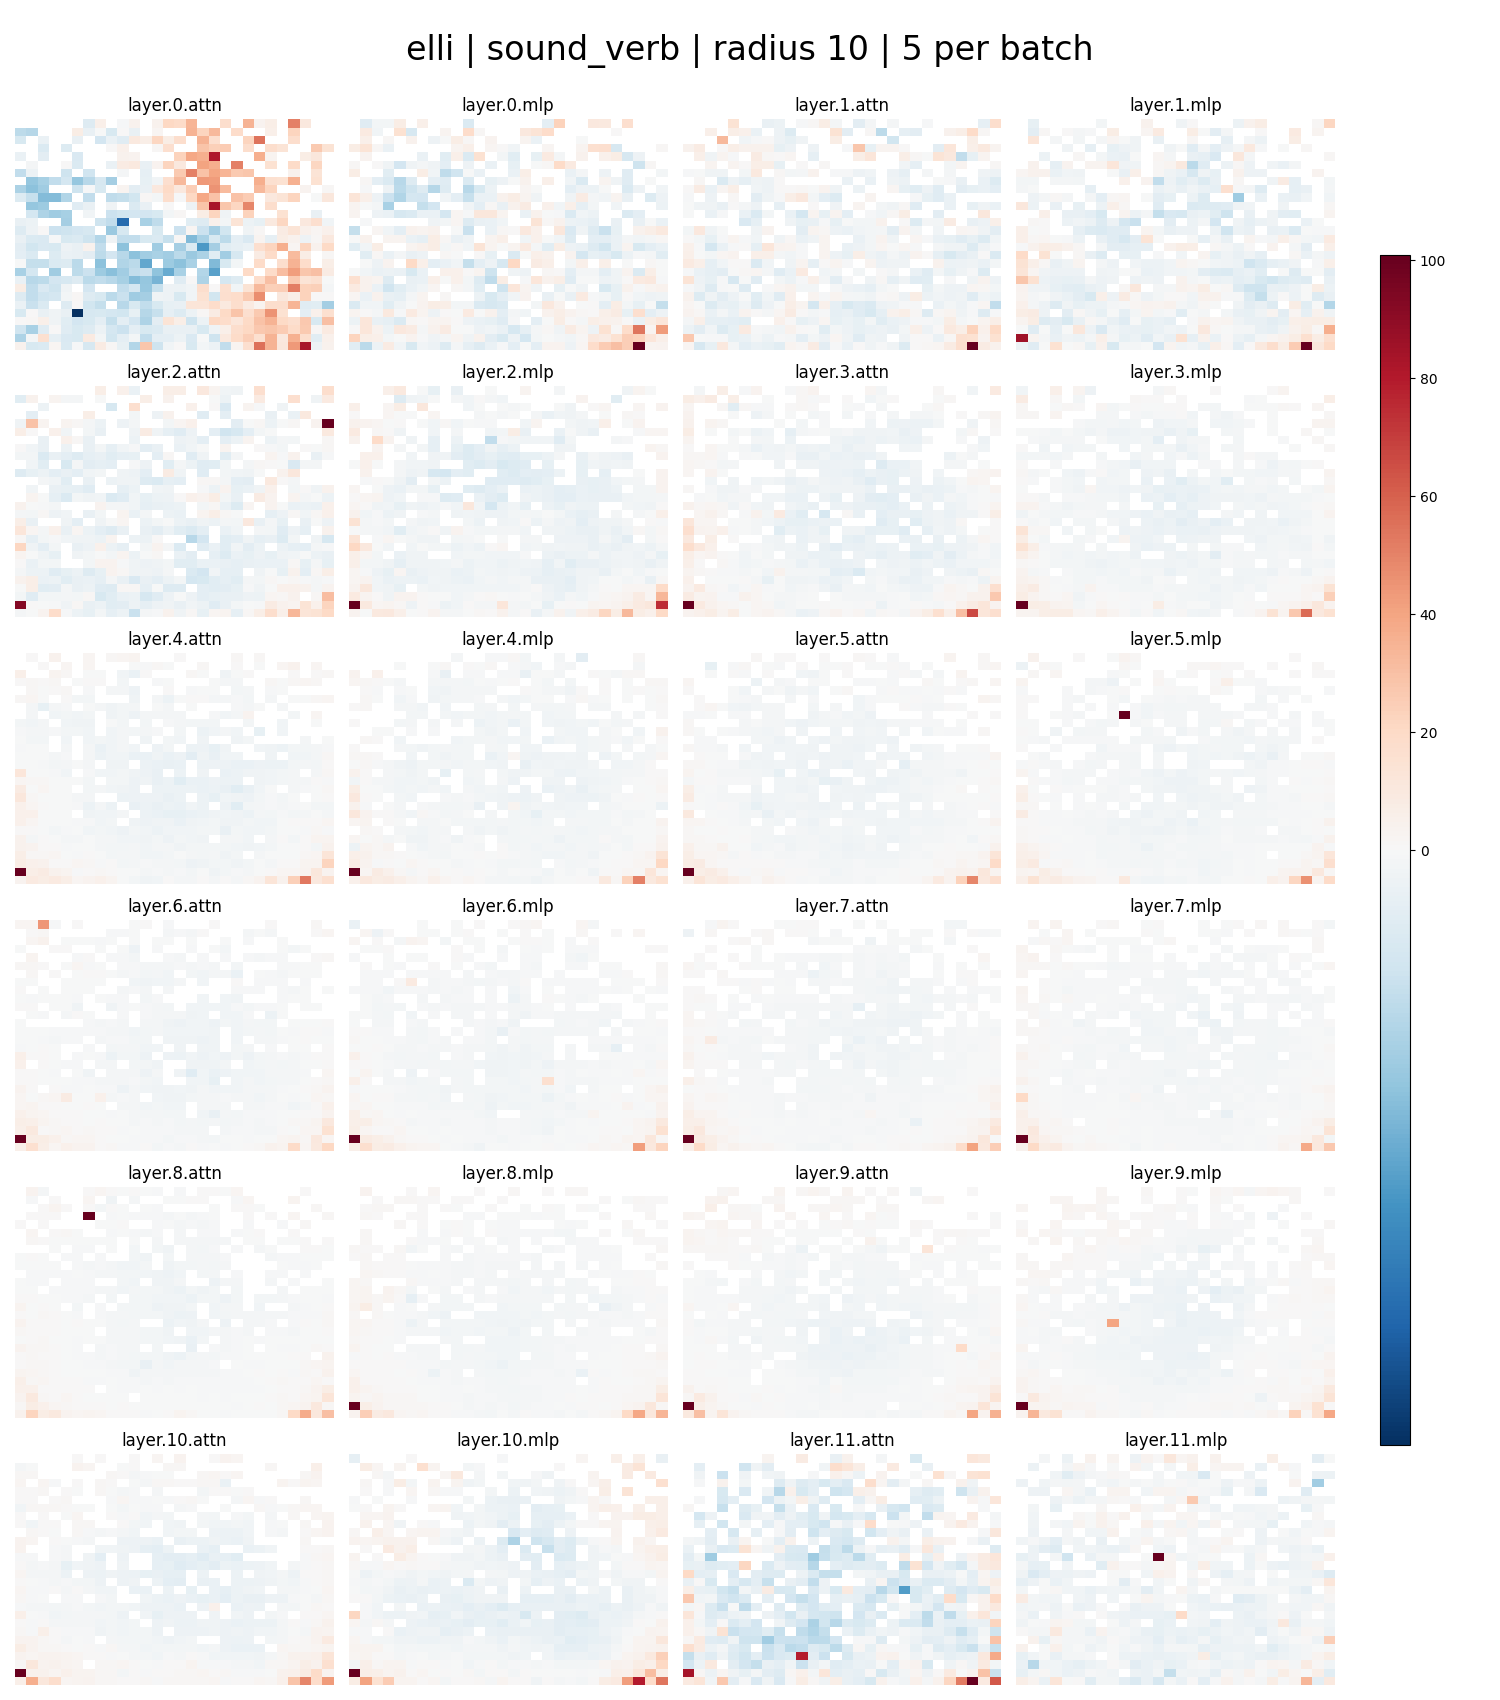 elli | sound_verb | radius 10 | 5 per batch
layer.0.attn layer.0.mlp layer.1.attn layer.1.mlp
layer.2.attn layer.2.mlp layer.3.attn layer.3.mlp
layer.4.attn layer.4.mlp layer.5.attn layer.5.mlp
layer.6.attn layer.6.mlp layer.7.attn layer.7.mlp
layer.8.attn layer.8.mlp layer.9.attn layer.9.mlp
layer.10.attn layer.10.mlp layer.11.attn layer.11.mlp
100
80
60
40
20
0